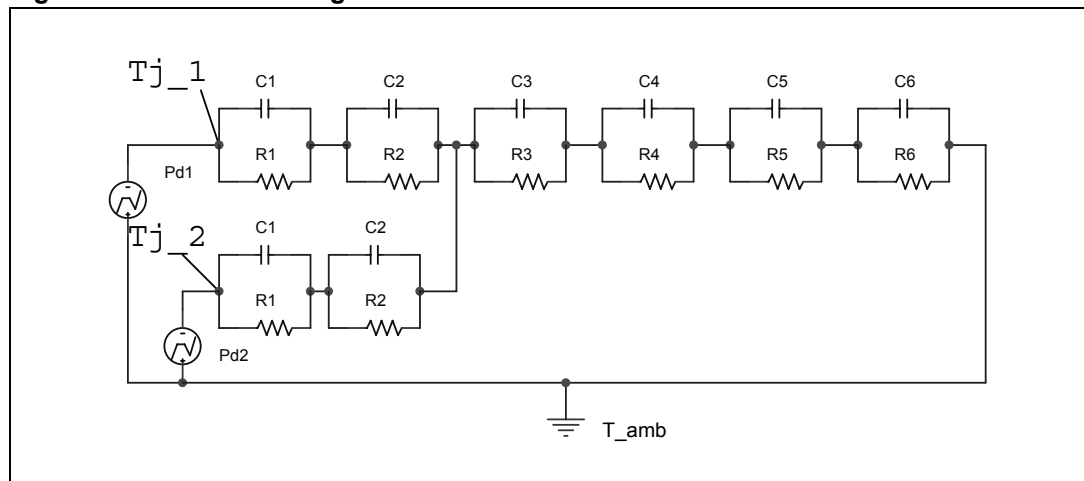 Tj_1
C1 C2 C3 C4 C5 C6
R1 R2 R3 R4 R5 R6
Pd1
Tj_2
C1 C2
R1 R2
Pd2
T_amb